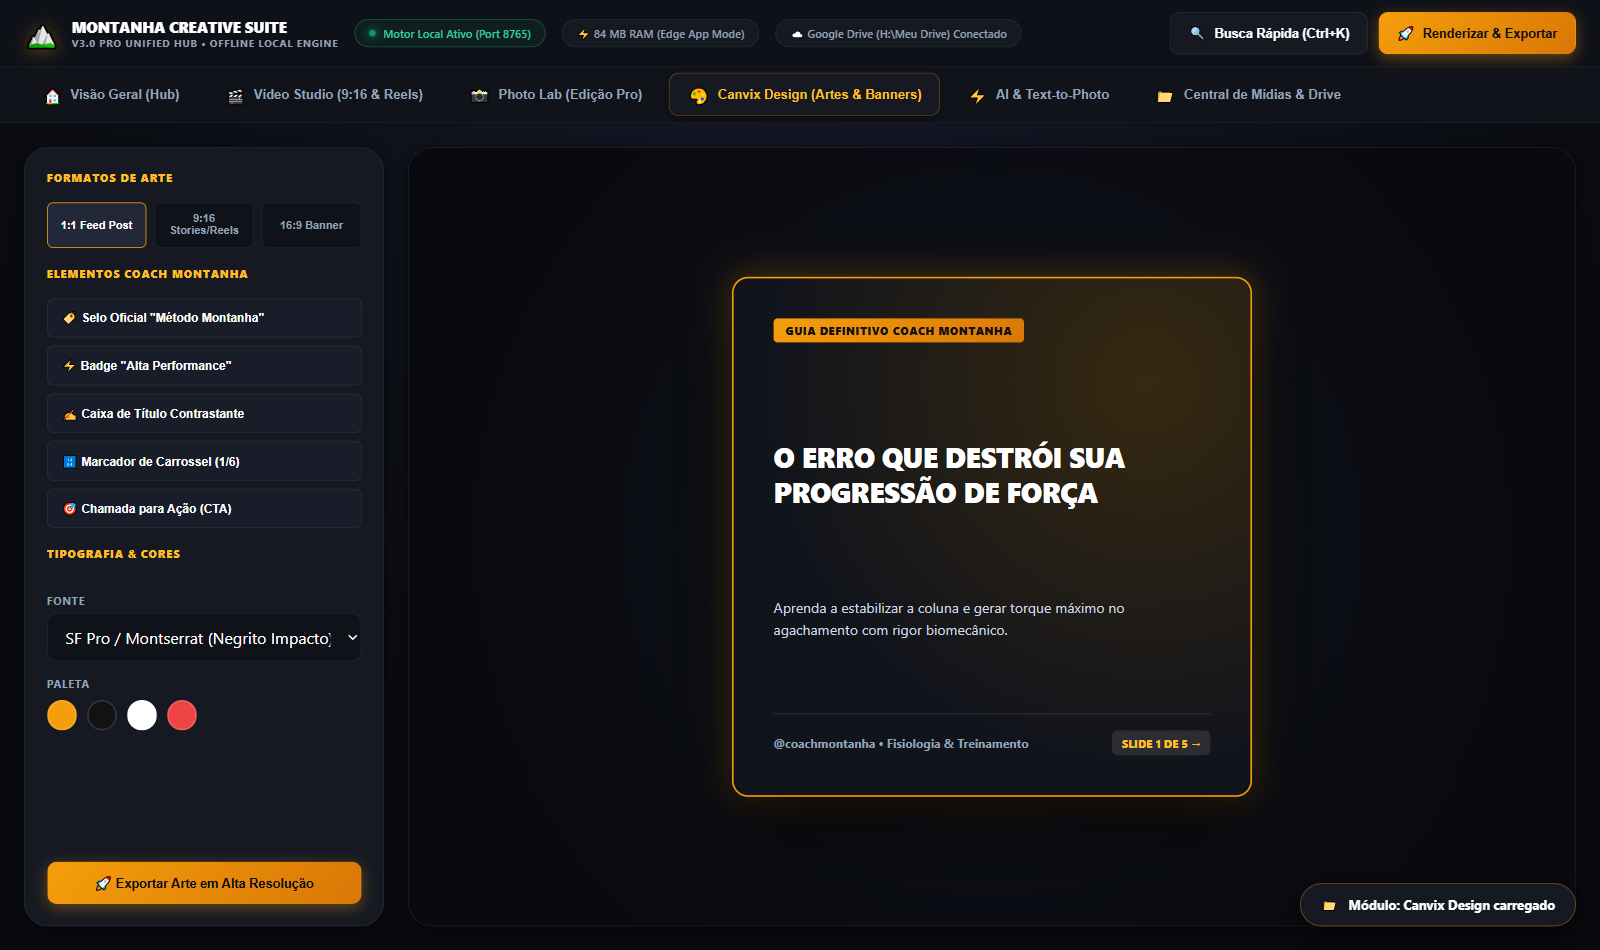 MONTANHA CREATIVE SUITE
V3.0 PRO UNIFIED HUB • OFFLINE LOCAL ENGINE
Motor Local Ativo (Port 8765)
84 MB RAM (Edge App Mode)
Google Drive (H:\Meu Drive) Conectado
Busca Rápida (Ctrl+K)
Renderizar & Exportar
Visão Geral (Hub)
Vídeo Studio (9:16 & Reels)
Photo Lab (Edição Pro)
Canvix Design (Artes & Banners)
AI & Text-to-Photo
Central de Mídias & Drive
FORMATOS DE ARTE
1:1 Feed Post
9:16
Stories/Reels
16:9 Banner
ELEMENTOS COACH MONTANHA
Selo Oficial "Método Montanha"
Badge "Alta Performance"
Caixa de Título Contrastante
Marcador de Carrossel (1/6)
Chamada para Ação (CTA)
TIPOGRAFIA & CORES
FONTE
SF Pro / Montserrat (Negrito Impacto)
PALETA
Exportar Arte em Alta Resolução
GUIA DEFINITIVO COACH MONTANHA
O ERRO QUE DESTRÓI SUA
PROGRESSÃO DE FORÇA
Aprenda a estabilizar a coluna e gerar torque máximo no
agachamento com rigor biomecânico.
@coachmontanha • Fisiologia & Treinamento
SLIDE 1 DE 5 →
Módulo: Canvix Design carregado